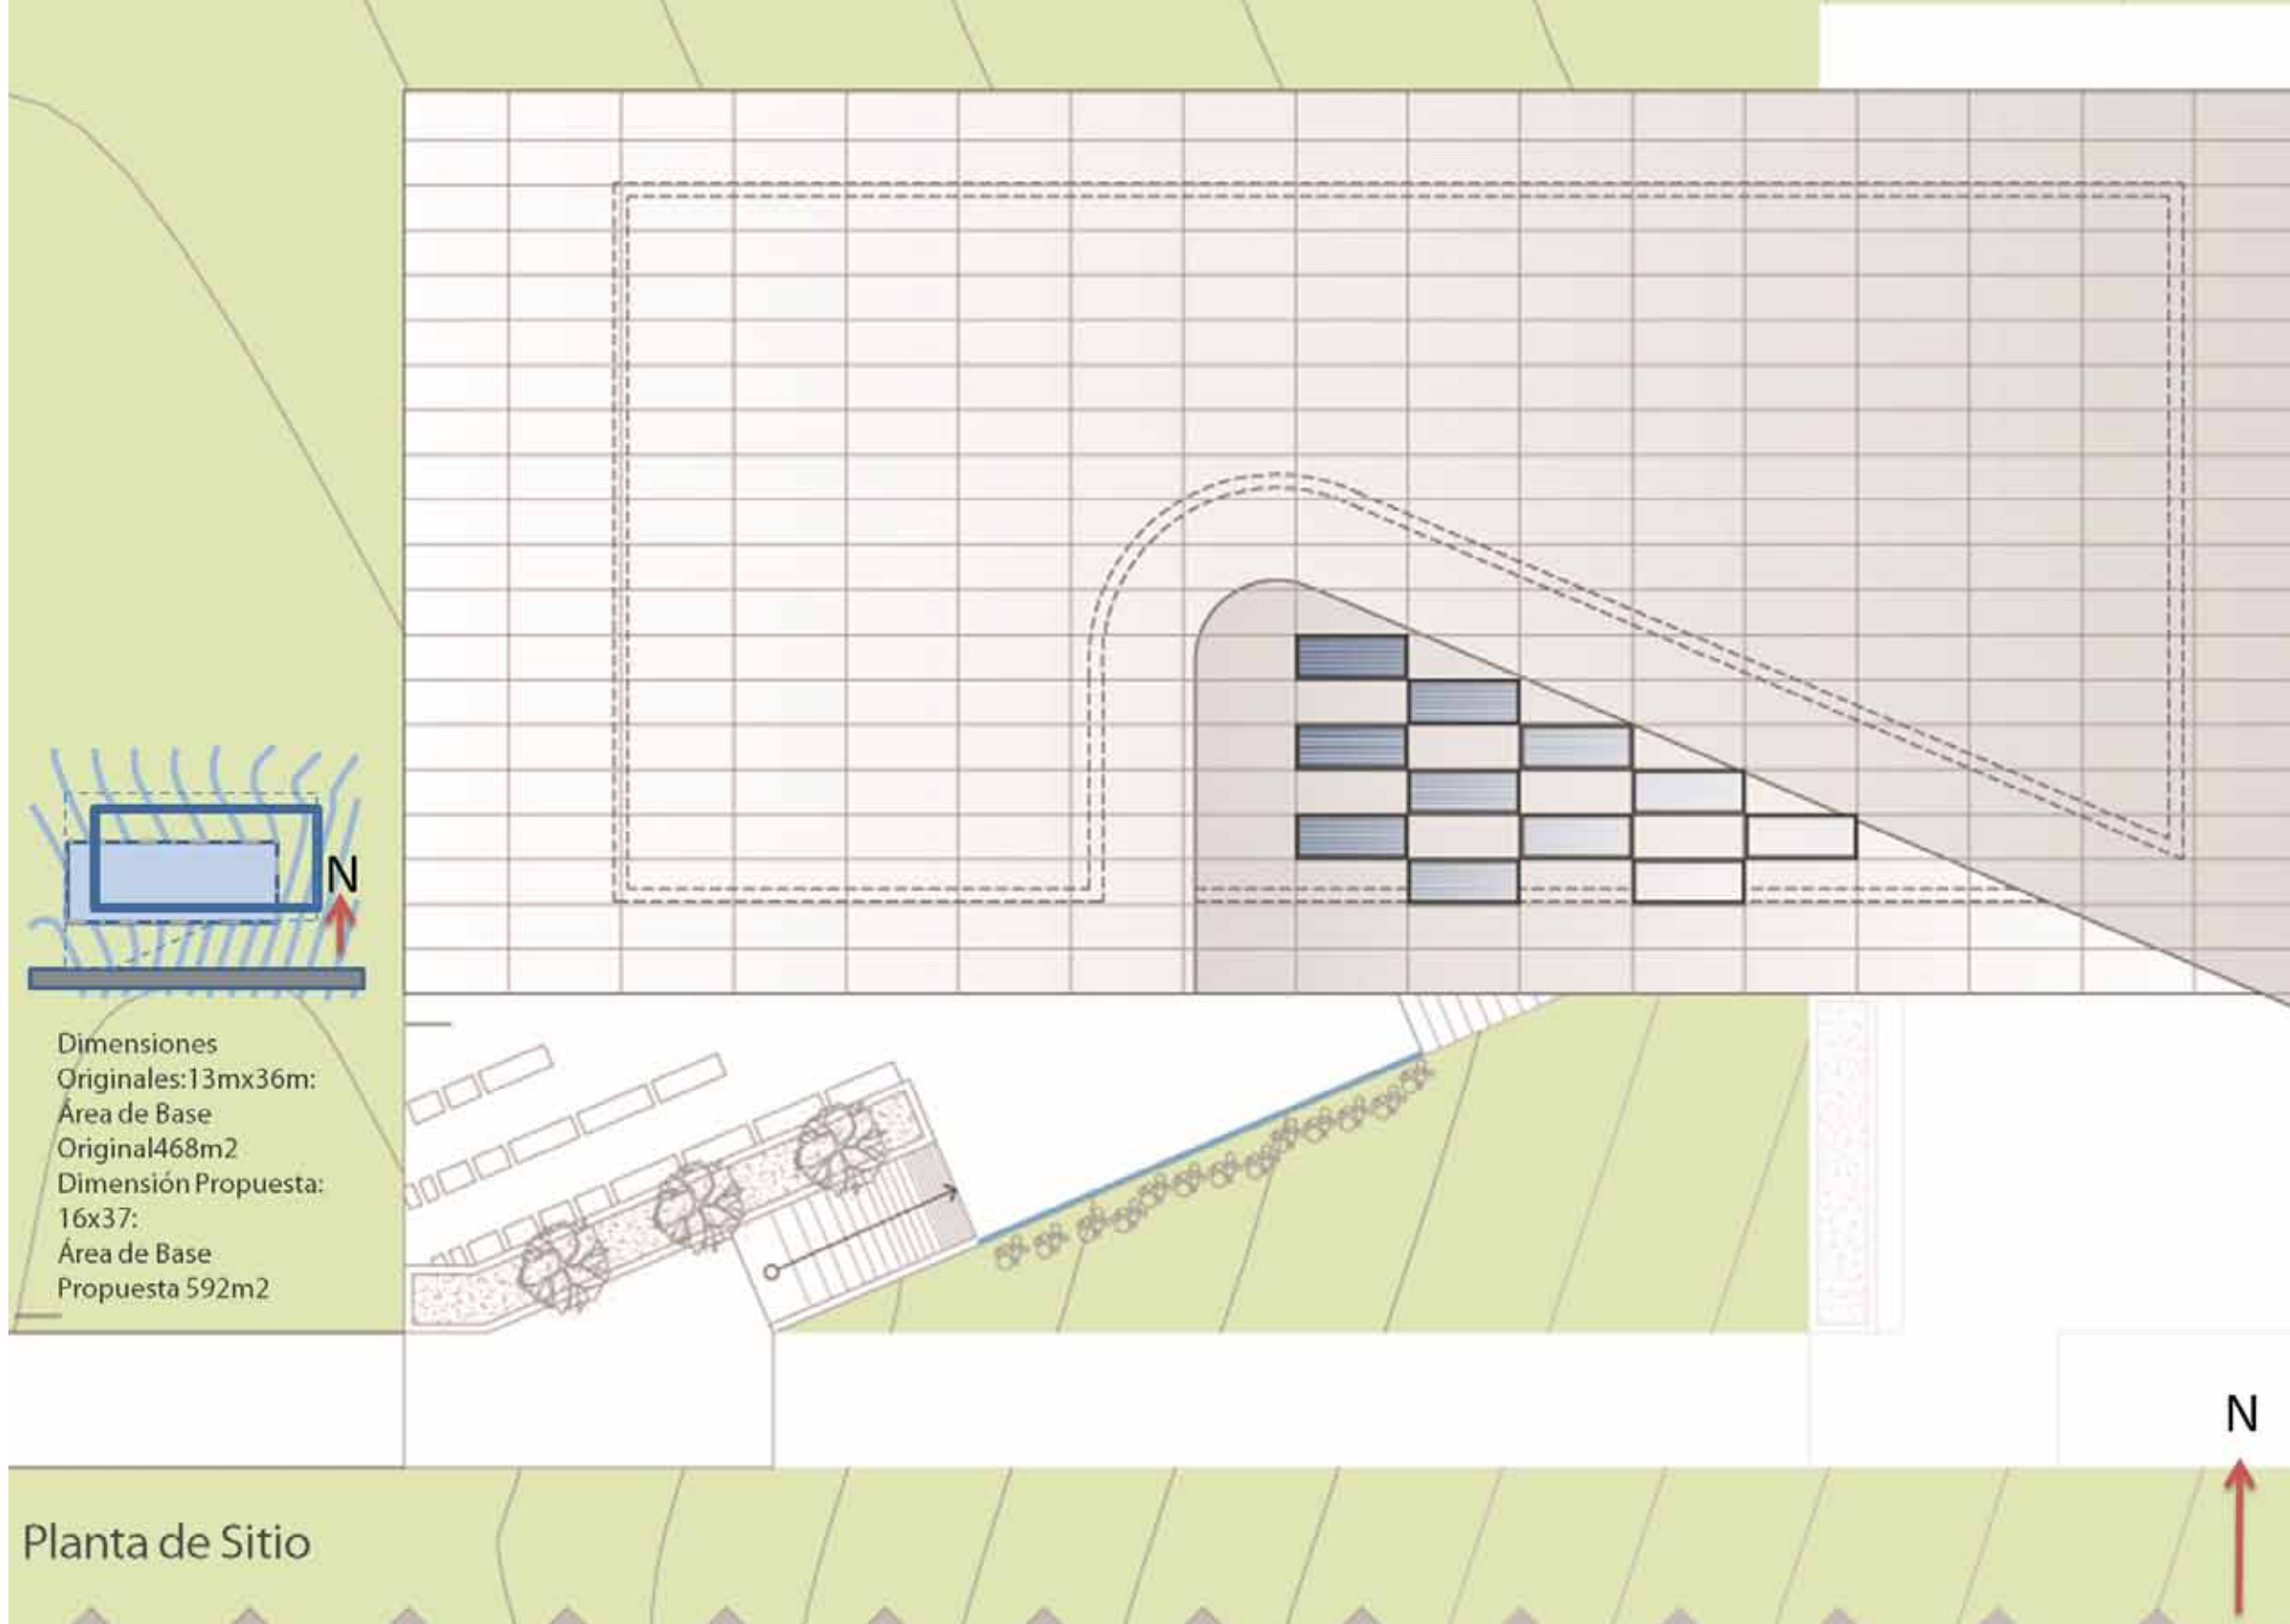 N
Dimensiones
Originales:13mx36m:
Área de Base
Original468m2
Dimensión Propuesta:
16x37:
Área de Base
Propuesta 592m2
N
Planta de Sitio